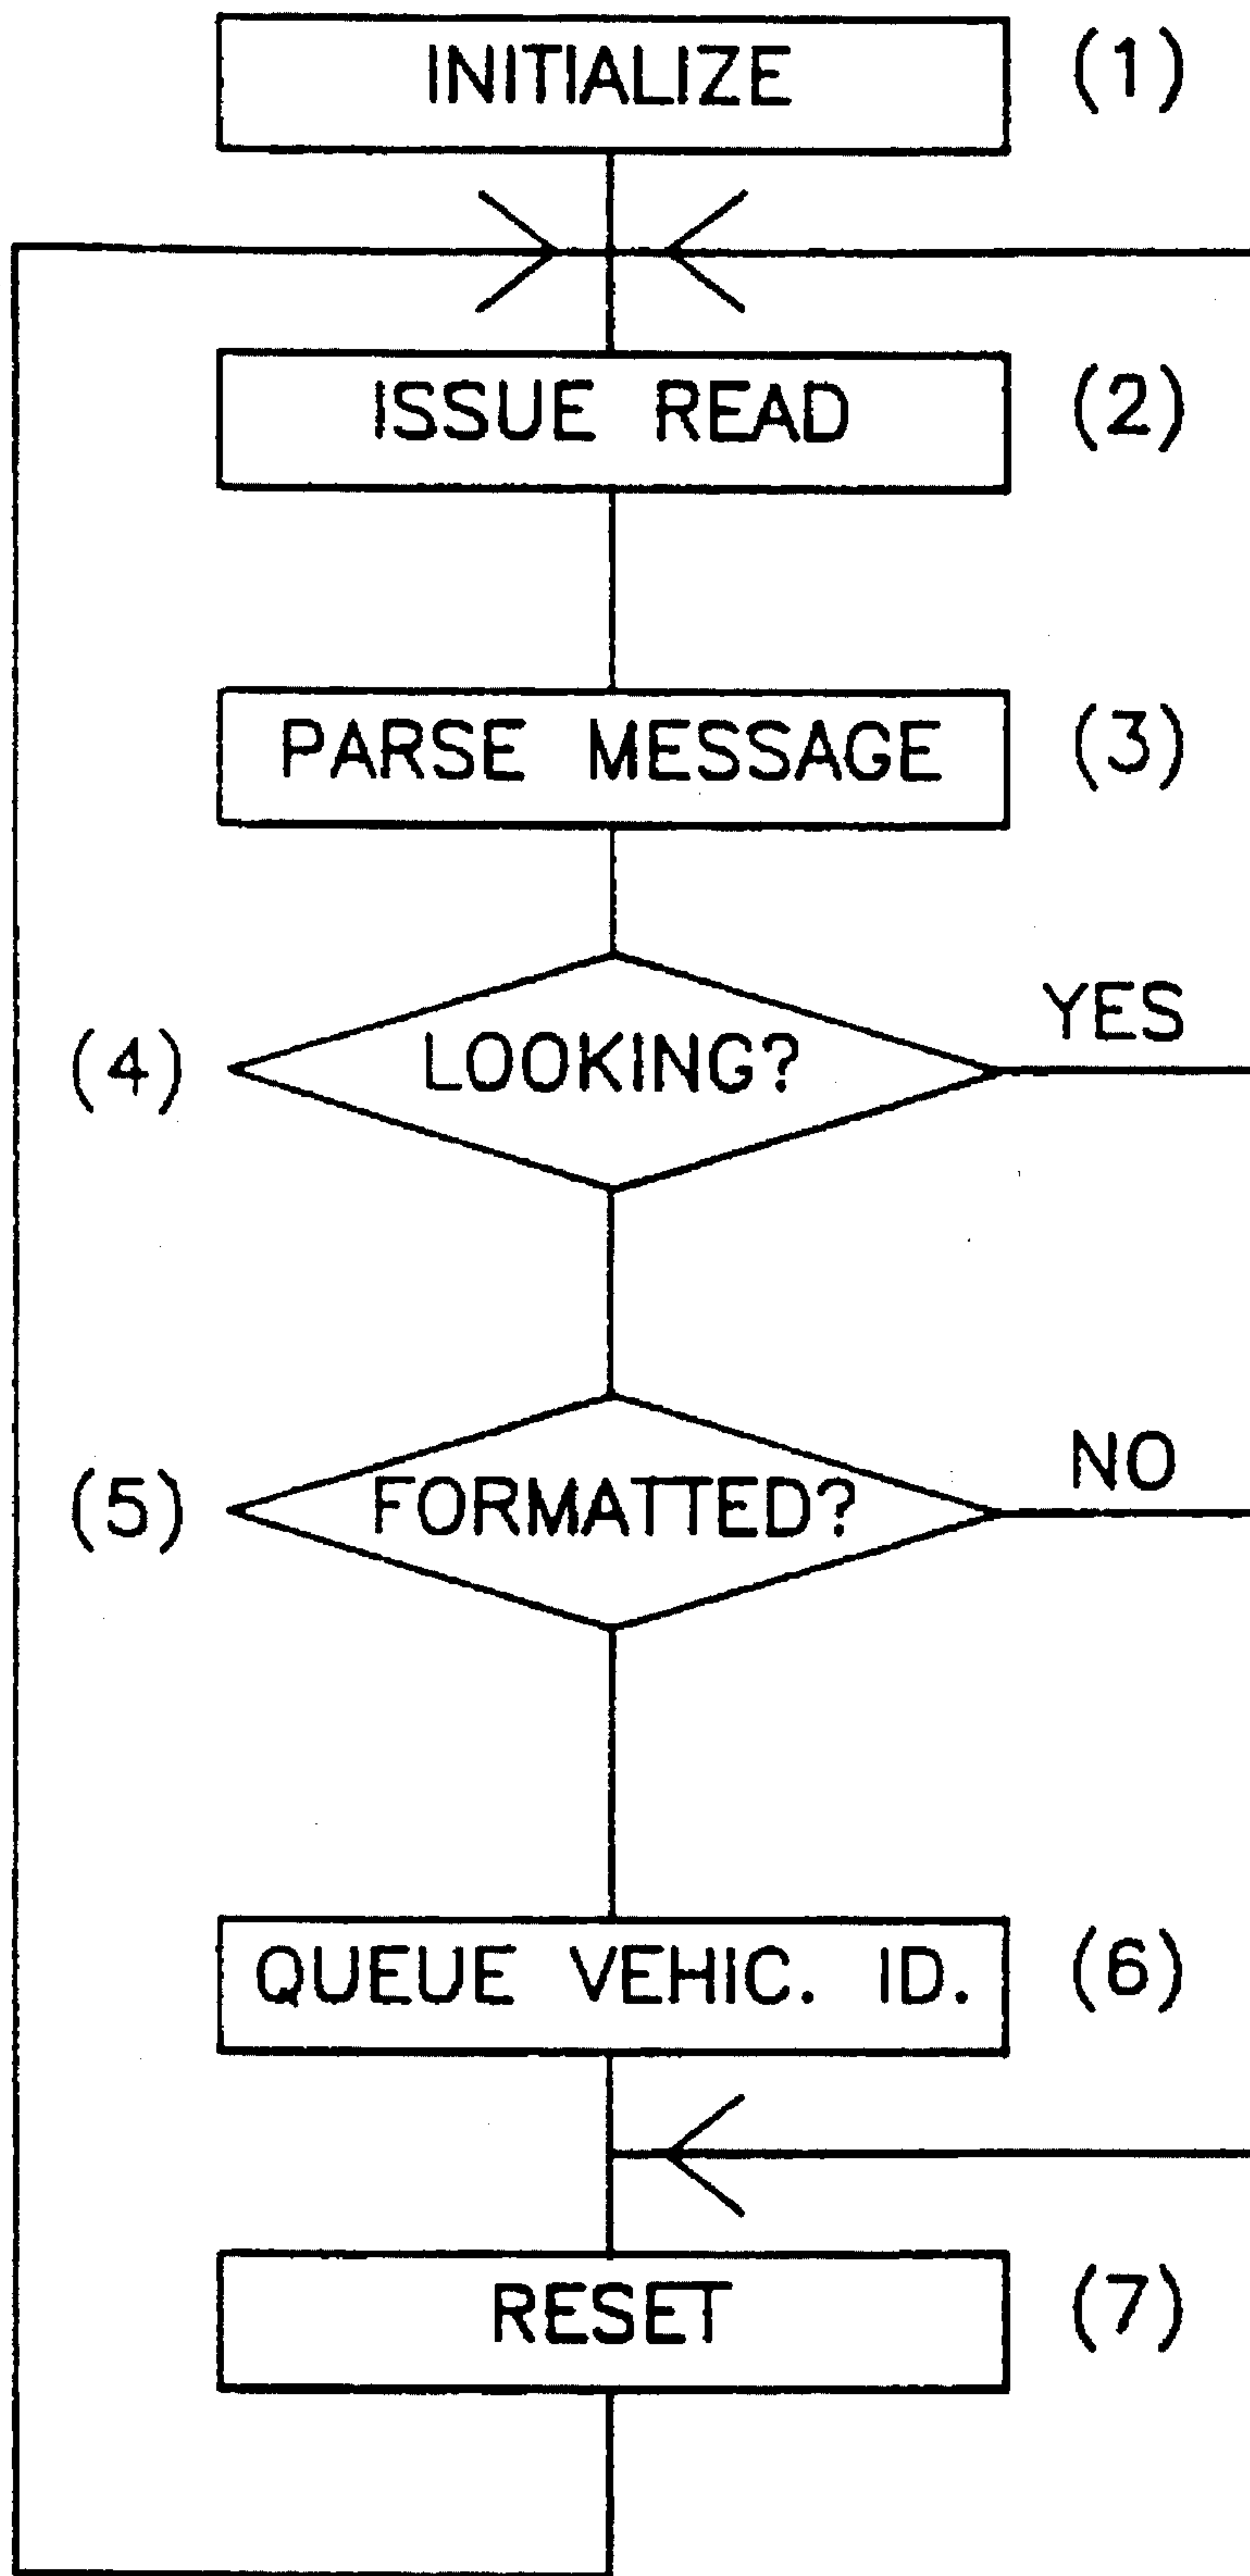 INITIALIZE (1)
ISSUE READ (2)
PARSE MESSAGE (3)
YES
(4) LOOKING?
NO
(5) FORMATTED?
QUEUE VEHIC. ID. (6)
RESET (7)